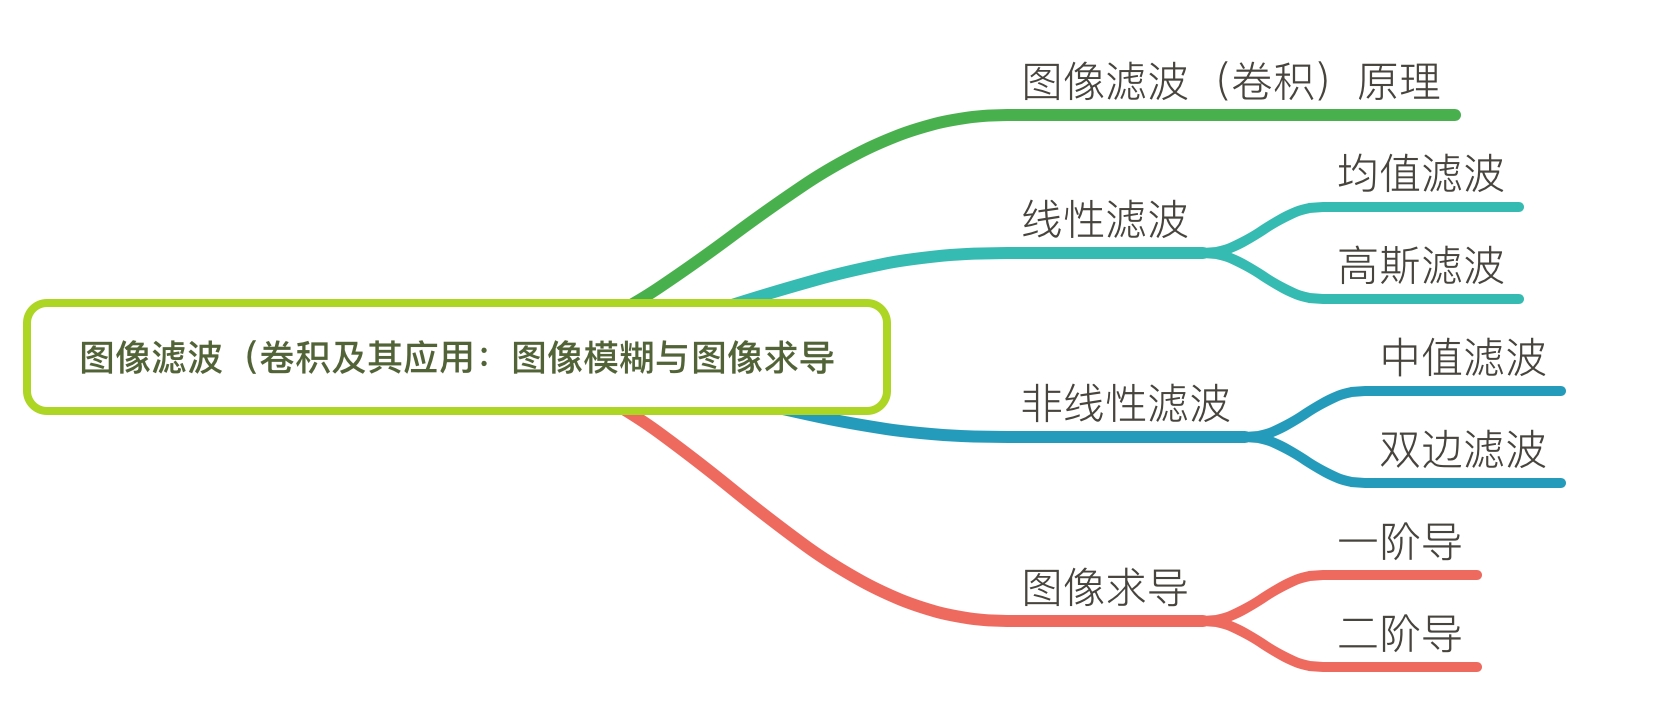 图像滤波（卷积）原理
均值滤波
线性滤波
高斯滤波
图像滤波（卷积及其应用：图像模糊与图像求导
中值滤波
非线性滤波
双边滤波
一阶导
图像求导
二阶导